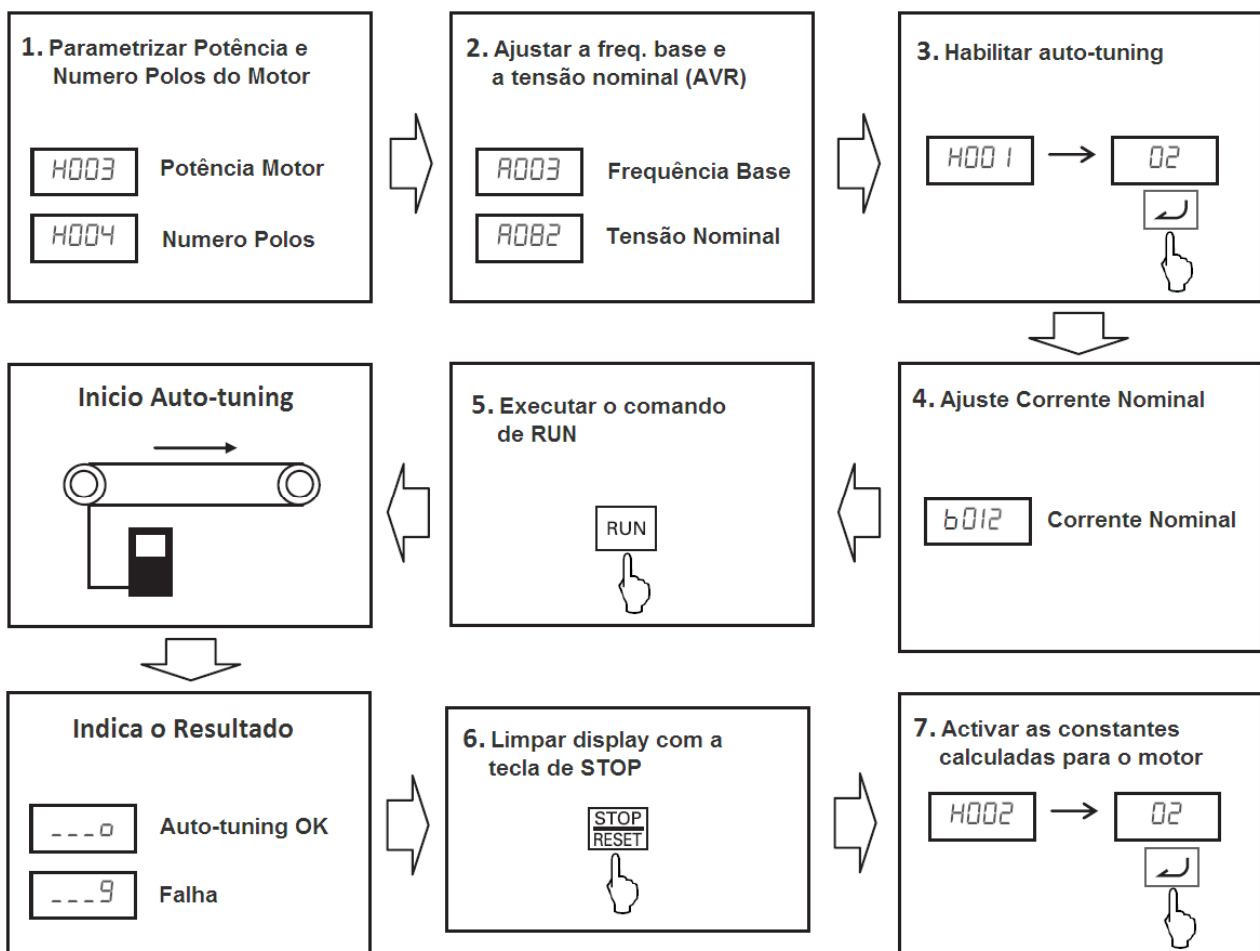 1. Parametrizar Potência e
Numero Polos do Motor
H003 Potência Motor
H004 Numero Polos
2. Ajustar a freq. base e
a tensão nominal (AVR)
A003 Frequência Base
A082 Tensão Nominal
3. Habilitar auto-tuning
H001 → 02
4. Ajuste Corrente Nominal
b012 Corrente Nominal
5. Executar o comando
de RUN
RUN
Inicio Auto-tuning
Indica o Resultado
___o Auto-tuning OK
___9 Falha
6. Limpar display com a
tecla de STOP
STOP
RESET
7. Activar as constantes
calculadas para o motor
H002 → 02